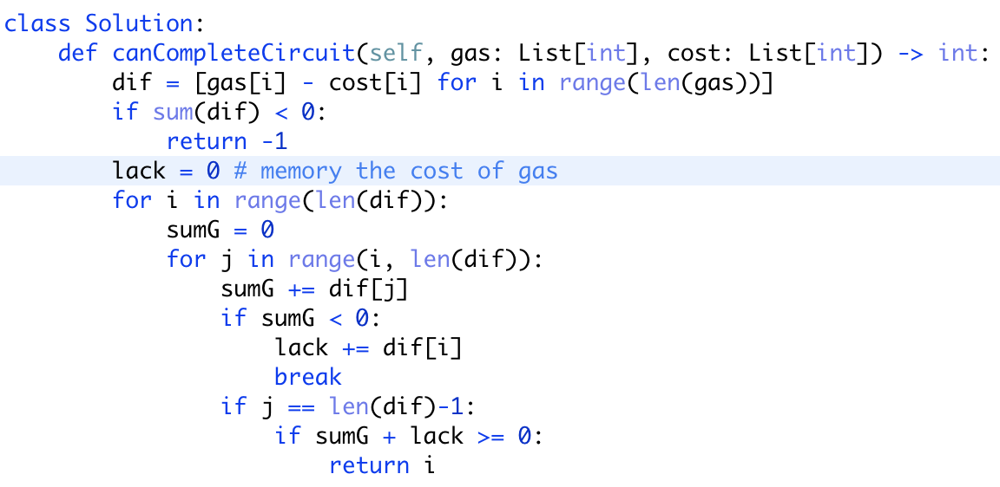 class Solution:
    def canCompleteCircuit(self, gas: List[int], cost: List[int]) -> int:
        dif = [gas[i] - cost[i] for i in range(len(gas))]
        if sum(dif) < 0:
            return -1
        lack = 0 # memory the cost of gas
        for i in range(len(dif)):
            sumG = 0
            for j in range(i, len(dif)):
                sumG += dif[j]
                if sumG < 0:
                    lack += dif[i]
                    break
                if j == len(dif)-1:
                    if sumG + lack >= 0:
                        return i